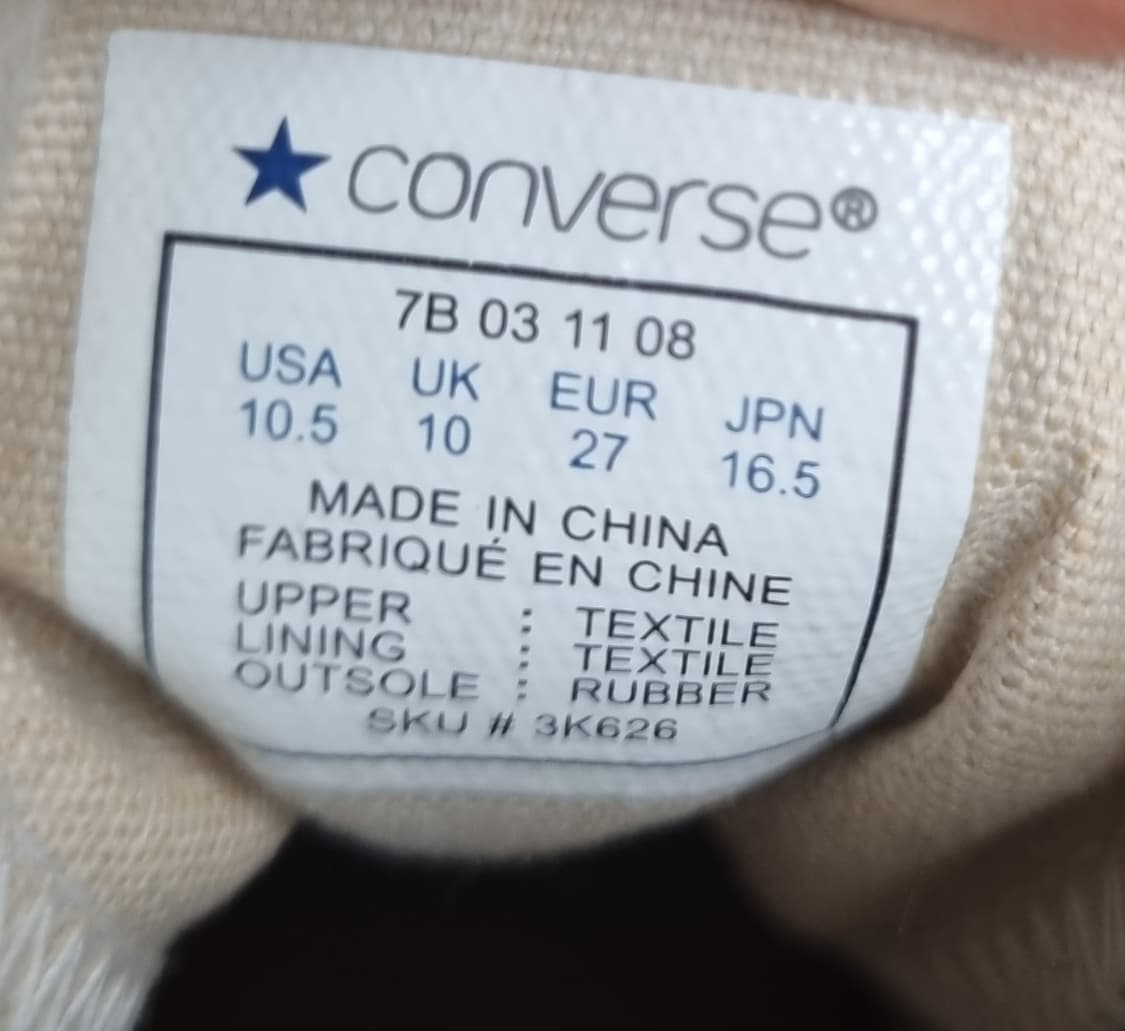 converse®
7B 03 11 08
USA UK EUR JPN
10.5 10 27 16.5
MADE IN CHINA
FABRIQUÉ EN CHINE
UPPER : TEXTILE
LINING : TEXTILE
OUTSOLE : RUBBER
SKU # 3K626